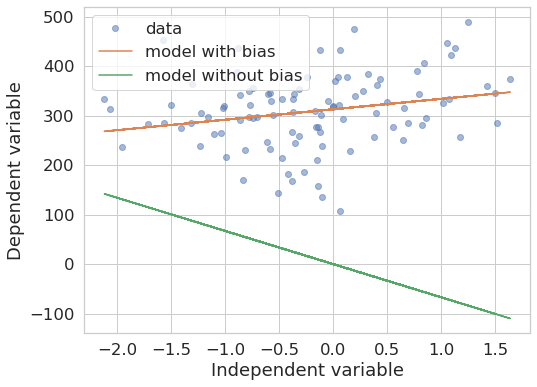 500
400
300
200
100
0
−100
Dependent variable
data
model with bias
model without bias
−2.0 −1.5 −1.0 −0.5 0.0 0.5 1.0 1.5
Independent variable